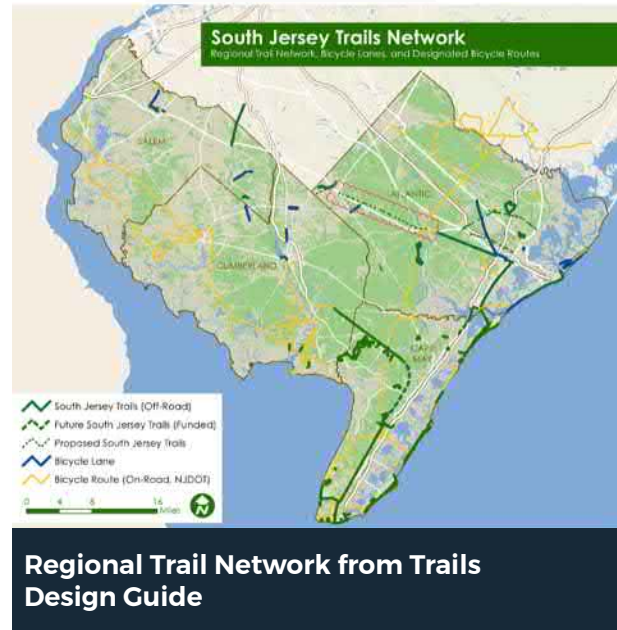 South Jersey Trails Network
Regional Trail Network, Bicycle Lanes, and Designated Bicycle Routes
SALEM
ATLANTIC
CUMBERLAND
CAPE
MAY
South Jersey Trails (Off-Road)
Future South Jersey Trails (Funded)
Proposed South Jersey Trails
Bicycle Lane
Bicycle Route (On-Road, NJDOT)
0 4 8 16
Miles
Regional Trail Network from Trails
Design Guide